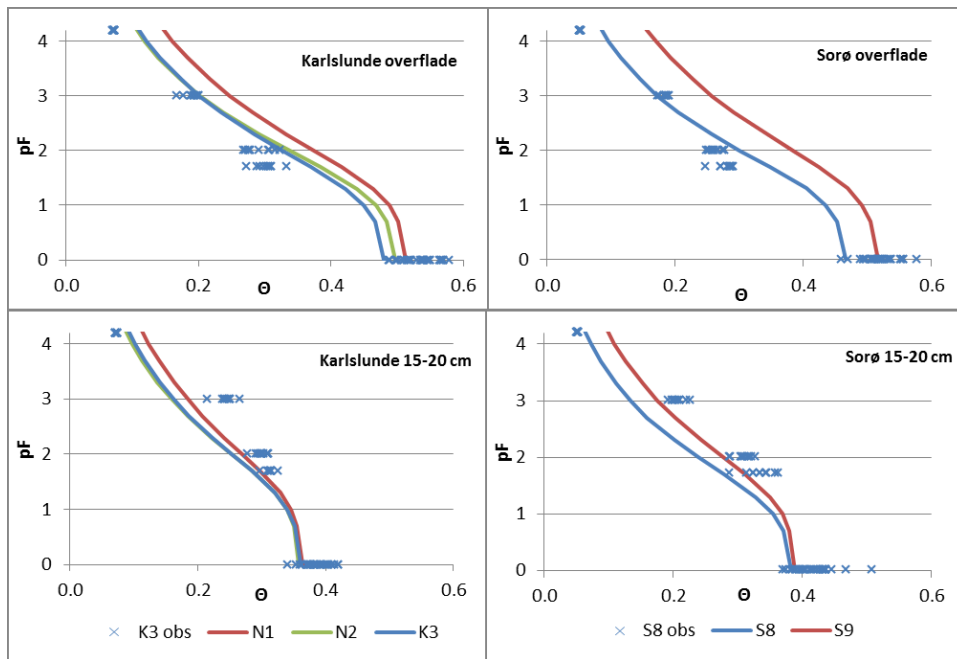 Karlslunde overflade
pF
4
3
2
1
0
0.0 0.2 0.4 0.6
Θ
Sorø overflade
pF
4
3
2
1
0
0.0 0.2 0.4 0.6
Θ
Karlslunde 15-20 cm
pF
4
3
2
1
0
0.0 0.2 0.4 0.6
Θ
K3 obs N1 N2 K3
Sorø 15-20 cm
pF
4
3
2
1
0
0.0 0.2 0.4 0.6
Θ
S8 obs S8 S9